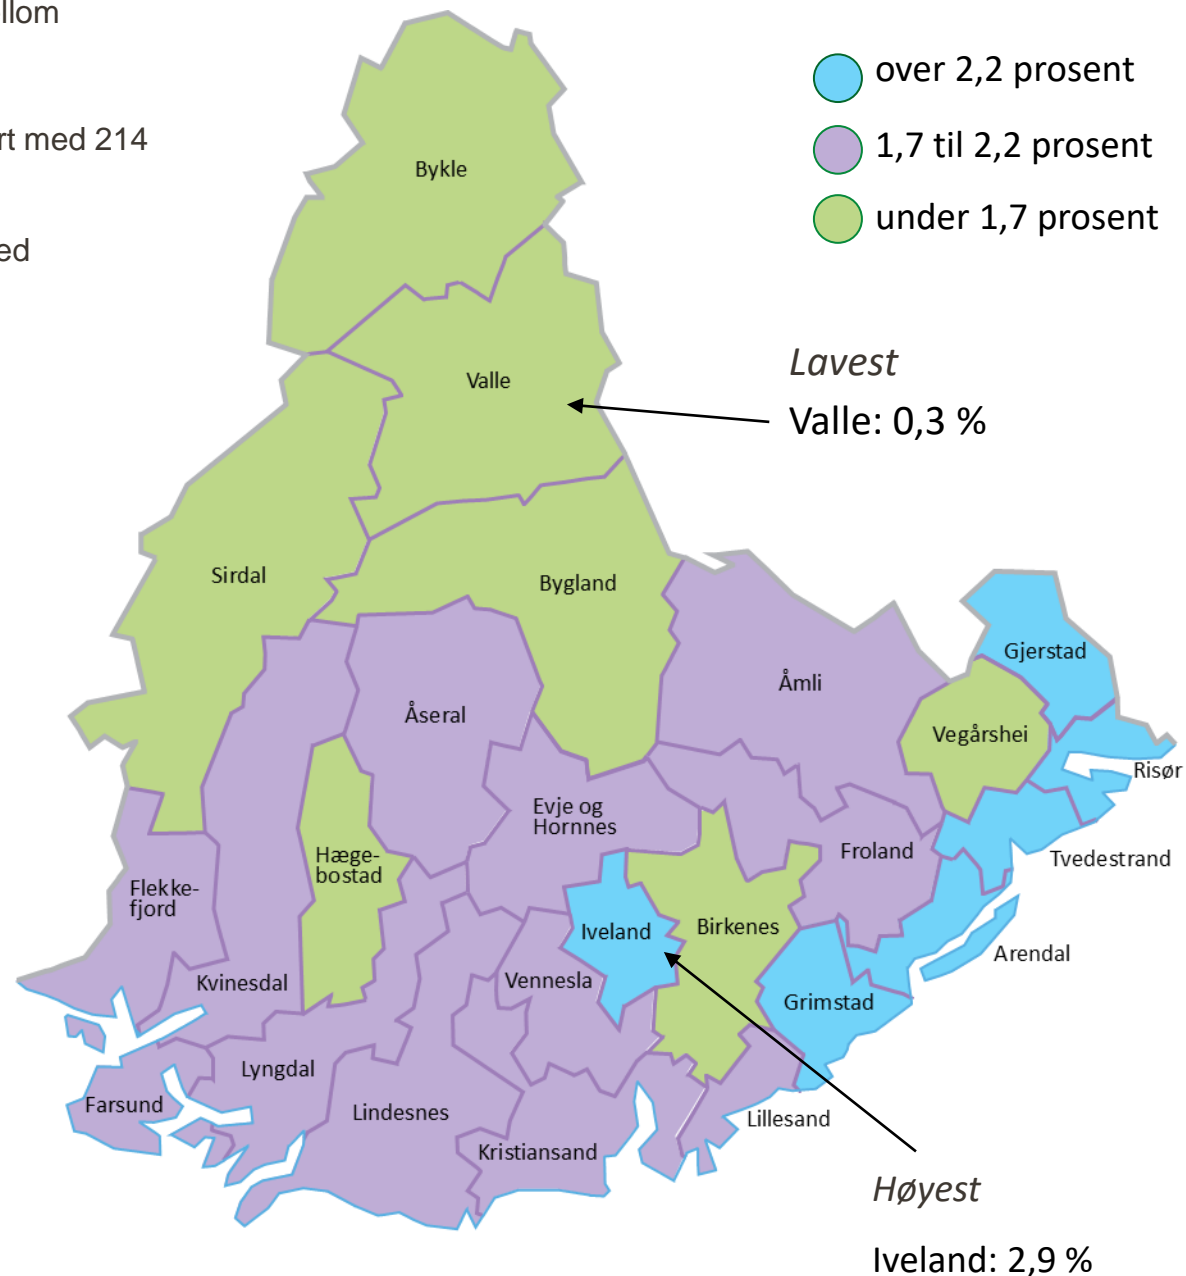 llom
rt med 214
ed
over 2,2 prosent
1,7 til 2,2 prosent
under 1,7 prosent
Bykle
Lavest
Valle: 0,3 %
Valle
Sirdal
Bygland
Gjerstad
Åmli
Åseral
Vegårshei
Risør
Evje og
Hornnes
Froland
Tvedestrand
Hæge-
bostad
Flekke-
fjord
Iveland
Birkenes
Arendal
Kvinesdal
Vennesla
Grimstad
Lyngdal
Farsund
Lindesnes
Lillesand
Kristiansand
Høyest
Iveland: 2,9 %